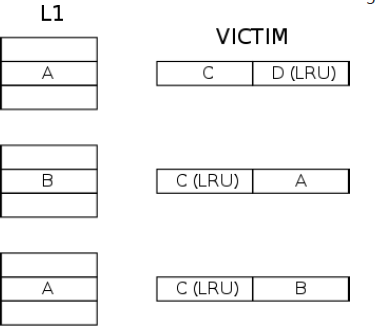 L1
VICTIM
A
C D (LRU)
B
C (LRU) A
A
C (LRU) B